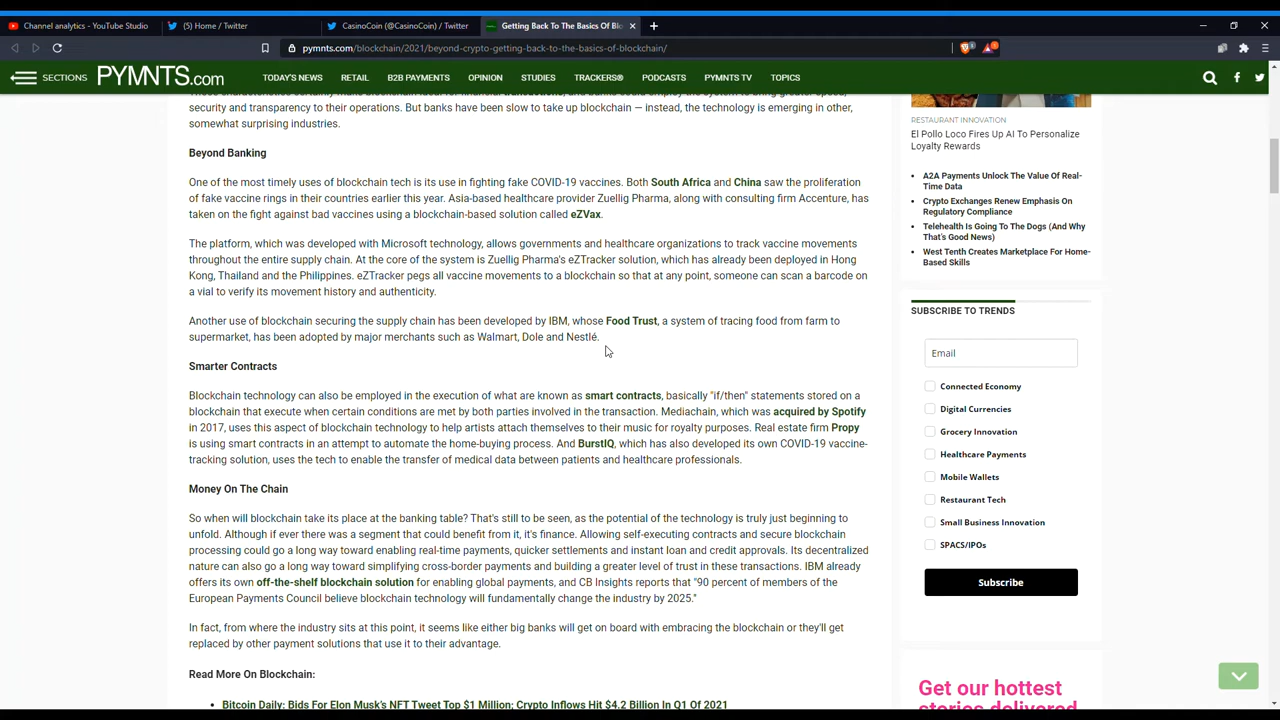 Channel analytics - YouTube Studio
(5) Home / Twitter
CasinoCoin (@CasinoCoin) / Twitter
Getting Back To The Basics Of Blo
pymnts.com/blockchain/2021/beyond-crypto-getting-back-to-the-basics-of-blockchain/
SECTIONS
PYMNTS.com
TODAY'S NEWS
RETAIL
B2B PAYMENTS
OPINION
STUDIES
TRACKERS®
PODCASTS
PYMNTS TV
TOPICS
security and transparency to their operations. But banks have been slow to take up blockchain — instead, the technology is emerging in other,
somewhat surprising industries.
Beyond Banking
One of the most timely uses of blockchain tech is its use in fighting fake COVID-19 vaccines. Both South Africa and China saw the proliferation
of fake vaccine rings in their countries earlier this year. Asia-based healthcare provider Zuellig Pharma, along with consulting firm Accenture, has
taken on the fight against bad vaccines using a blockchain-based solution called eZVax.
The platform, which was developed with Microsoft technology, allows governments and healthcare organizations to track vaccine movements
throughout the entire supply chain. At the core of the system is Zuellig Pharma's eZTracker solution, which has already been deployed in Hong
Kong, Thailand and the Philippines. eZTracker pegs all vaccine movements to a blockchain so that at any point, someone can scan a barcode on
a vial to verify its movement history and authenticity.
Another use of blockchain securing the supply chain has been developed by IBM, whose Food Trust, a system of tracing food from farm to
supermarket, has been adopted by major merchants such as Walmart, Dole and Nestlé.
Smarter Contracts
Blockchain technology can also be employed in the execution of what are known as smart contracts, basically "if/then" statements stored on a
blockchain that execute when certain conditions are met by both parties involved in the transaction. Mediachain, which was acquired by Spotify
in 2017, uses this aspect of blockchain technology to help artists attach themselves to their music for royalty purposes. Real estate firm Propy
is using smart contracts in an attempt to automate the home-buying process. And BurstIQ, which has also developed its own COVID-19 vaccine-
tracking solution, uses the tech to enable the transfer of medical data between patients and healthcare professionals.
Money On The Chain
So when will blockchain take its place at the banking table? That's still to be seen, as the potential of the technology is truly just beginning to
unfold. Although if ever there was a segment that could benefit from it, it's finance. Allowing self-executing contracts and secure blockchain
processing could go a long way toward enabling real-time payments, quicker settlements and instant loan and credit approvals. Its decentralized
nature can also go a long way toward simplifying cross-border payments and building a greater level of trust in these transactions. IBM already
offers its own off-the-shelf blockchain solution for enabling global payments, and CB Insights reports that "90 percent of members of the
European Payments Council believe blockchain technology will fundamentally change the industry by 2025."
In fact, from where the industry sits at this point, it seems like either big banks will get on board with embracing the blockchain or they'll get
replaced by other payment solutions that use it to their advantage.
Read More On Blockchain:
Bitcoin Daily: Bids For Elon Musk's NFT Tweet Top $1 Million; Crypto Inflows Hit $4.2 Billion In Q1 Of 2021
RESTAURANT INNOVATION
El Pollo Loco Fires Up AI To Personalize
Loyalty Rewards
A2A Payments Unlock The Value Of Real-
Time Data
Crypto Exchanges Renew Emphasis On
Regulatory Compliance
Telehealth Is Going To The Dogs (And Why
That's Good News)
West Tenth Creates Marketplace For Home-
Based Skills
SUBSCRIBE TO TRENDS
Email
Connected Economy
Digital Currencies
Grocery Innovation
Healthcare Payments
Mobile Wallets
Restaurant Tech
Small Business Innovation
SPACS/IPOs
Subscribe
Get our hottest
stories delivered